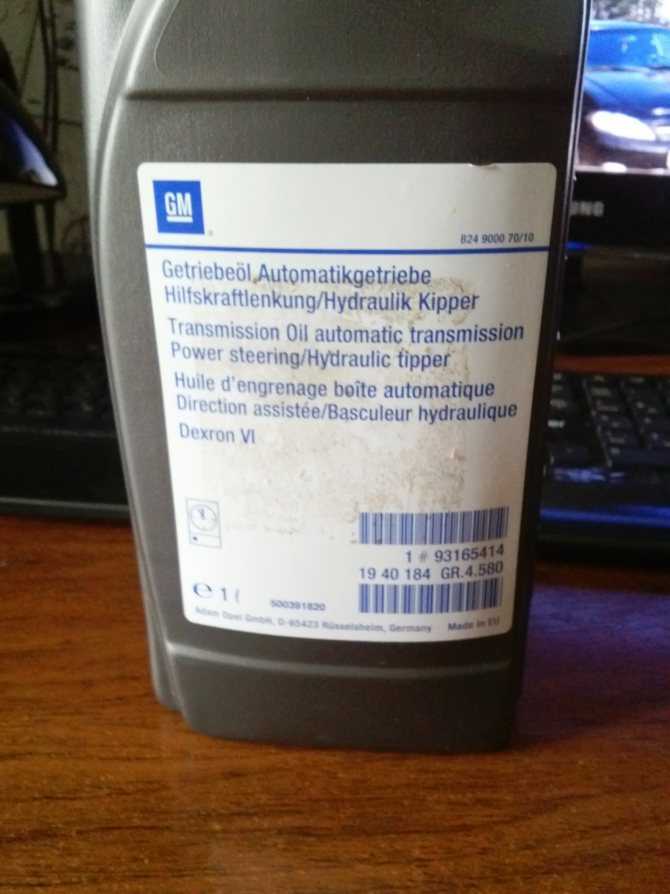 GM
®
824 9000 70/10
Getriebeöl Automatikgetriebe
Hilfskraftlenkung/Hydraulik Kipper
Transmission Oil automatic transmission
Power steering/Hydraulic tipper
Huile d'engrenage boîte automatique
Direction assistée/Basculeur hydraulique
Dexron VI
1 # 93165414
19 40 184 GR.4.580
e 1 ℓ
500391820
Adam Opel GmbH, D-65423 Rüsselsheim, Germany Made in EU